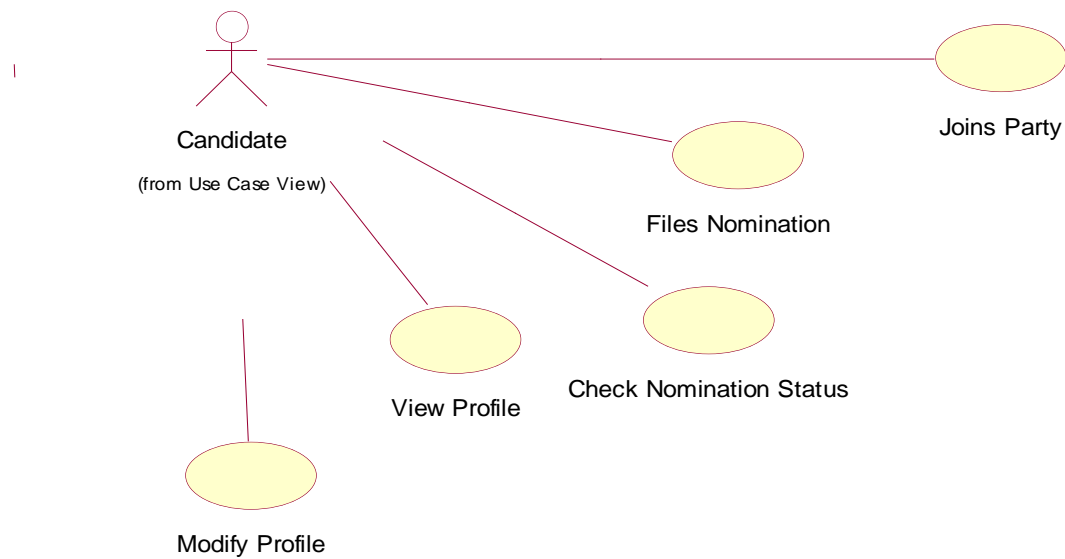 Candidate
(from Use Case View)
Joins Party
Files Nomination
Check Nomination Status
View Profile
Modify Profile